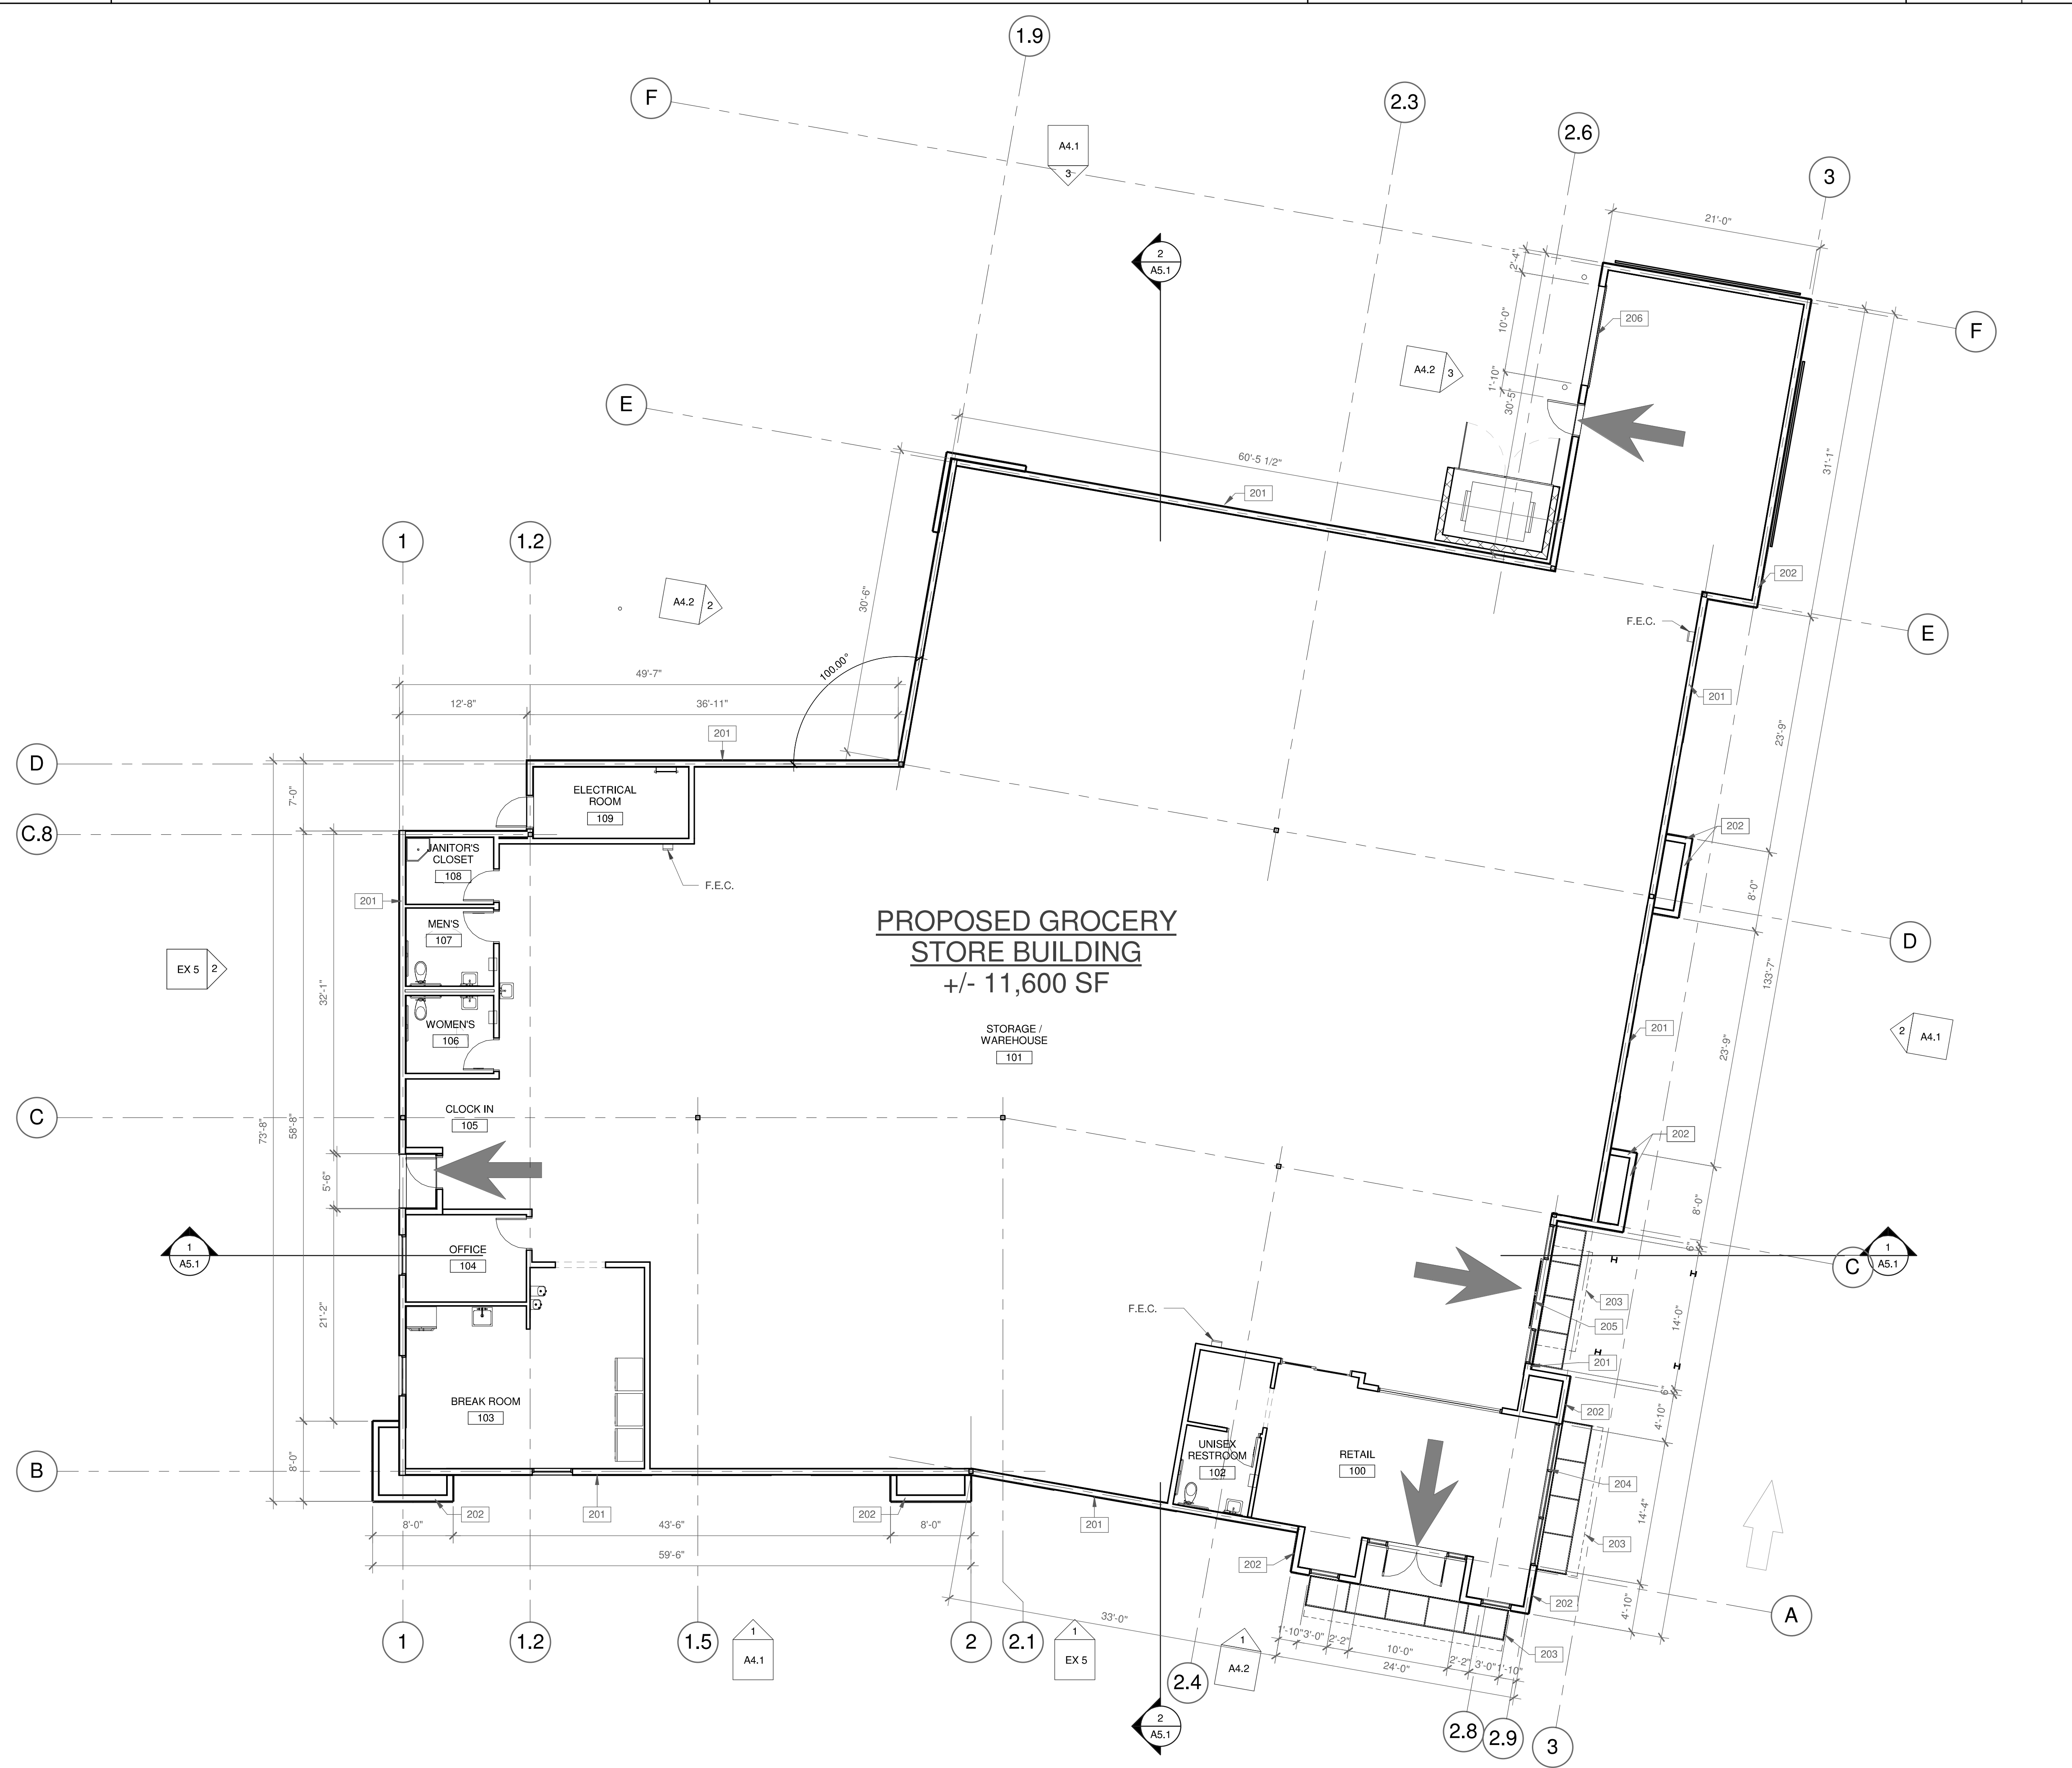 1.9
F
2.3
2.6
3
A4.1
3
21'-0"
2
A5.1
2'-4"
10'-0"
206
F
A4.2
3
1'-10"
30'-5"
E
60'-5 1/2"
201
31'-1"
1
1.2
202
30'-6"
A4.2
2
F.E.C.
E
100.00°
49'-7"
12'-8"
36'-11"
201
201
23'-9"
D
7'-0"
ELECTRICAL
ROOM
109
C.8
JANITOR'S
CLOSET
108
F.E.C.
202
8'-0"
201
MEN'S
107
PROPOSED GROCERY
STORE BUILDING
+/- 11,600 SF
D
EX 5
2
32'-1"
133'-7"
WOMEN'S
106
STORAGE /
WAREHOUSE
101
201
23'-9"
2
A4.1
C
CLOCK IN
105
73'-8"
58'-8"
202
5'-6"
8'-0"
1
A5.1
OFFICE
104
6"
C
1
A5.1
203
21'-2"
F.E.C.
205
14'-0"
201
6"
BREAK ROOM
103
202
4'-10"
B
8'-0"
UNISEX
RESTROOM
102
RETAIL
100
204
202
201
202
201
14'-4"
8'-0"
43'-6"
8'-0"
203
59'-6"
202
202
4'-10"
A
33'-0"
1
1.2
1.5
1
A4.1
2
2.1
1
EX 5
1
A4.2
1'-10"
3'-0"
2'-2"
10'-0"
2'-2"
3'-0"
1'-10"
24'-0"
203
2.4
2
A5.1
2.8
2.9
3